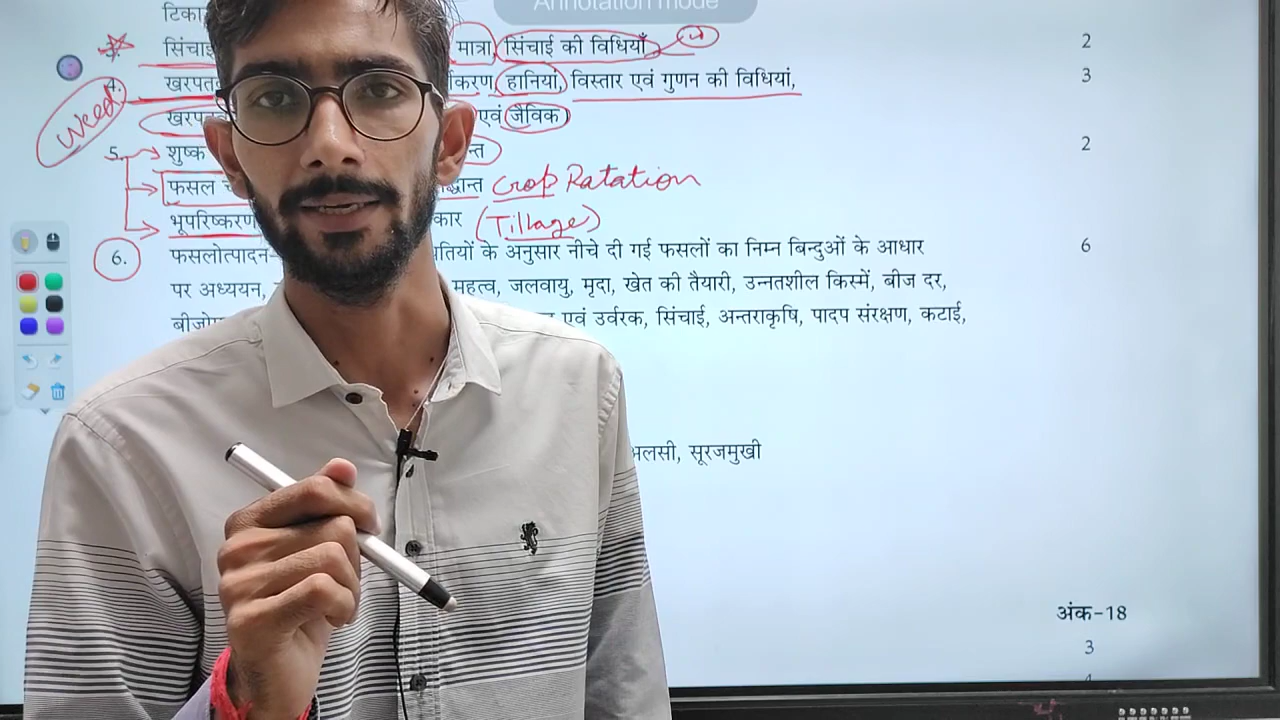 Annotation mode
टिका
3. सिंचाई मात्रा, सिंचाई की विधियाँ 2
4. खरपत हानियां, विस्तार एवं गुणन की विधियां, 3
Weed
खरपत एवं जैविक
5. शुष्क न्त 2
फसल च द्धान्त Crop Ratation
भूपरिष्करण कार (Tillage)
6. फसलोत्पादन- तियों के अनुसार नीचे दी गई फसलों का निम्न बिन्दुओं के आधार 6
पर अध्ययन, महत्व, जलवायु, मृदा, खेत की तैयारी, उन्नतशील किस्में, बीज दर,
बीजोप एवं उर्वरक, सिंचाई, अन्तराकृषि, पादप संरक्षण, कटाई,
अलसी, सूरजमुखी
अंक-18
3